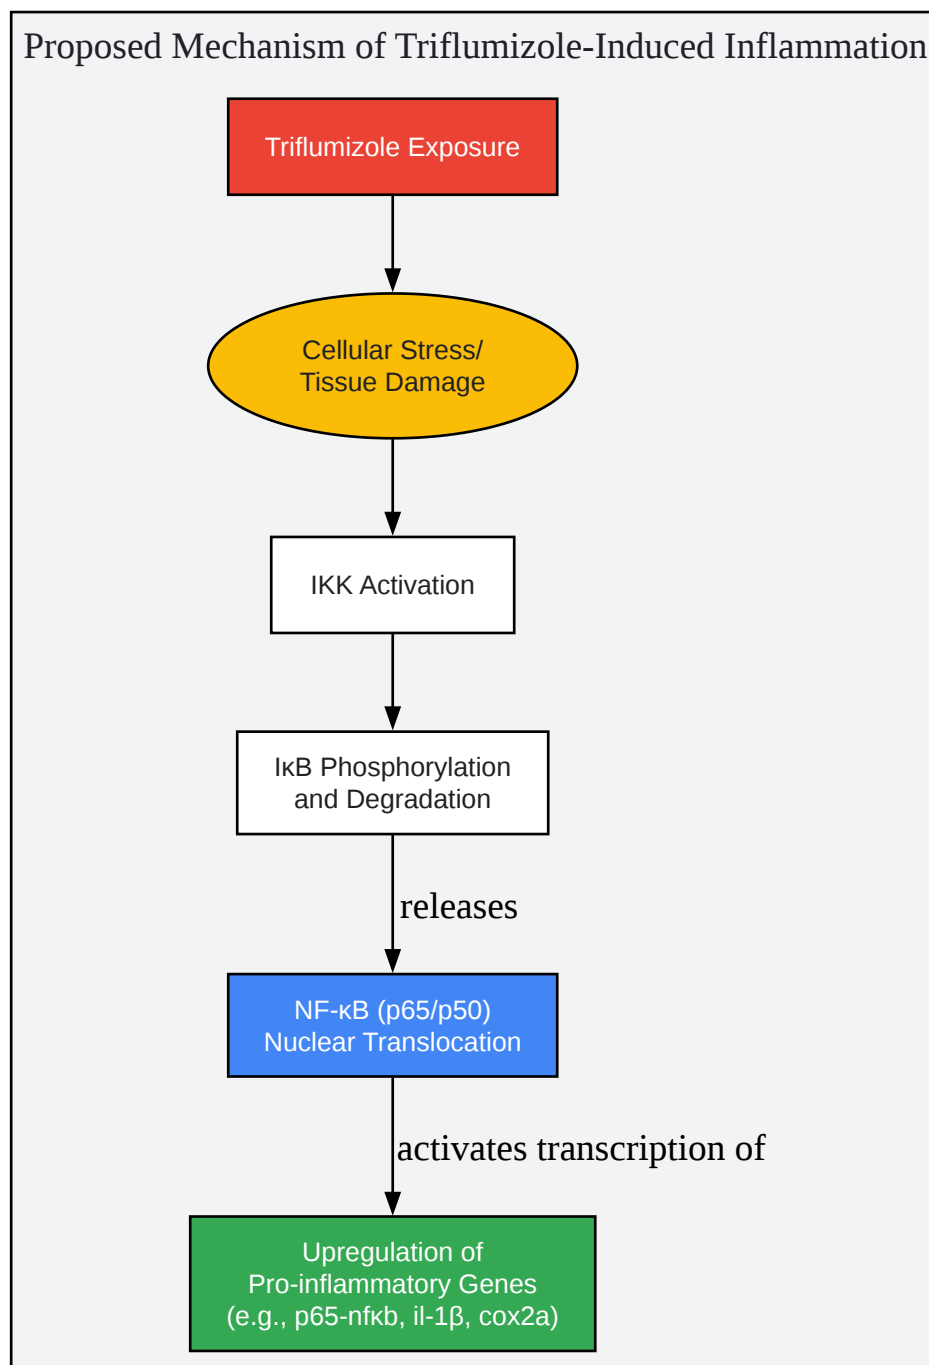 Proposed Mechanism of Triflumizole-Induced Inflammation
Triflumizole Exposure
Cellular Stress/
Tissue Damage
IKK Activation
IκB Phosphorylation
and Degradation
releases
NF-κB (p65/p50)
Nuclear Translocation
activates transcription of
Upregulation of
Pro-inflammatory Genes
(e.g., p65-nfκb, il-1β, cox2a)